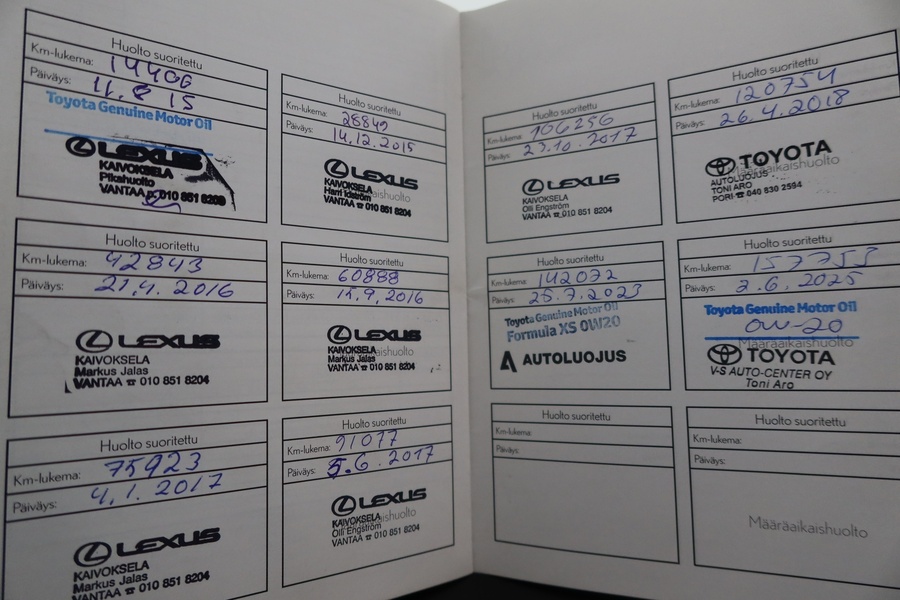 Huolto suoritettu
Km-lukema: 14406
Päiväys: 11.8 15
Toyota Genuine Motor Oil
LEXUS
KAIVOKSELA
Pikahuolto
VANTAA p. 010 851 8209
Huolto suoritettu
Km-lukema: 28849
Päiväys: 14.12.2015
LEXUS
KAIVOKSELA
Harri Idström
VANTAA ☎ 010 851 8204
Huolto suoritettu
Km-lukema: 42843
Päiväys: 21.4. 2016
LEXUS
KAIVOKSELA
Markus Jalas
VANTAA ☎ 010 851 8204
Huolto suoritettu
Km-lukema: 60888
Päiväys: 15.9. 2016
LEXUS
KAIVOKSELA
Markus Jalas
VANTAA ☎ 010 851 8204
Huolto suoritettu
Km-lukema: 75923
Päiväys: 4.1. 2017
LEXUS
KAIVOKSELA
Markus Jalas
VANTAA ☎ 010 851 8204
Huolto suoritettu
Km-lukema: 91017
Päiväys: 5.6. 2017
LEXUS
KAIVOKSELA
Olli Engström
VANTAA ☎ 010 851 8204
Huolto suoritettu
Km-lukema: 106256
Päiväys: 23.10.2017
LEXUS
KAIVOKSELA
Olli Engström
VANTAA ☎ 010 851 8204
Huolto suoritettu
Km-lukema: 120754
Päiväys: 26.4.2018
TOYOTA
Määräaikaishuolto
AUTOLUOJUS
TONI ARO
PORI ☎ 040 830 2594
Huolto suoritettu
Km-lukema: 142072
Päiväys: 25.7.2023
Toyota Genuine Motor Oil
Formula XS 0W20
AUTOLUOJUS
Huolto suoritettu
Km-lukema: 157753
Päiväys: 2.6. 2025
Toyota Genuine Motor Oil
0W-20
Määräaikaishuolto
TOYOTA
V-S AUTO-CENTER OY
Toni Aro
Huolto suoritettu
Km-lukema:
Päiväys:
Huolto suoritettu
Km-lukema:
Päiväys:
Määräaikaishuolto